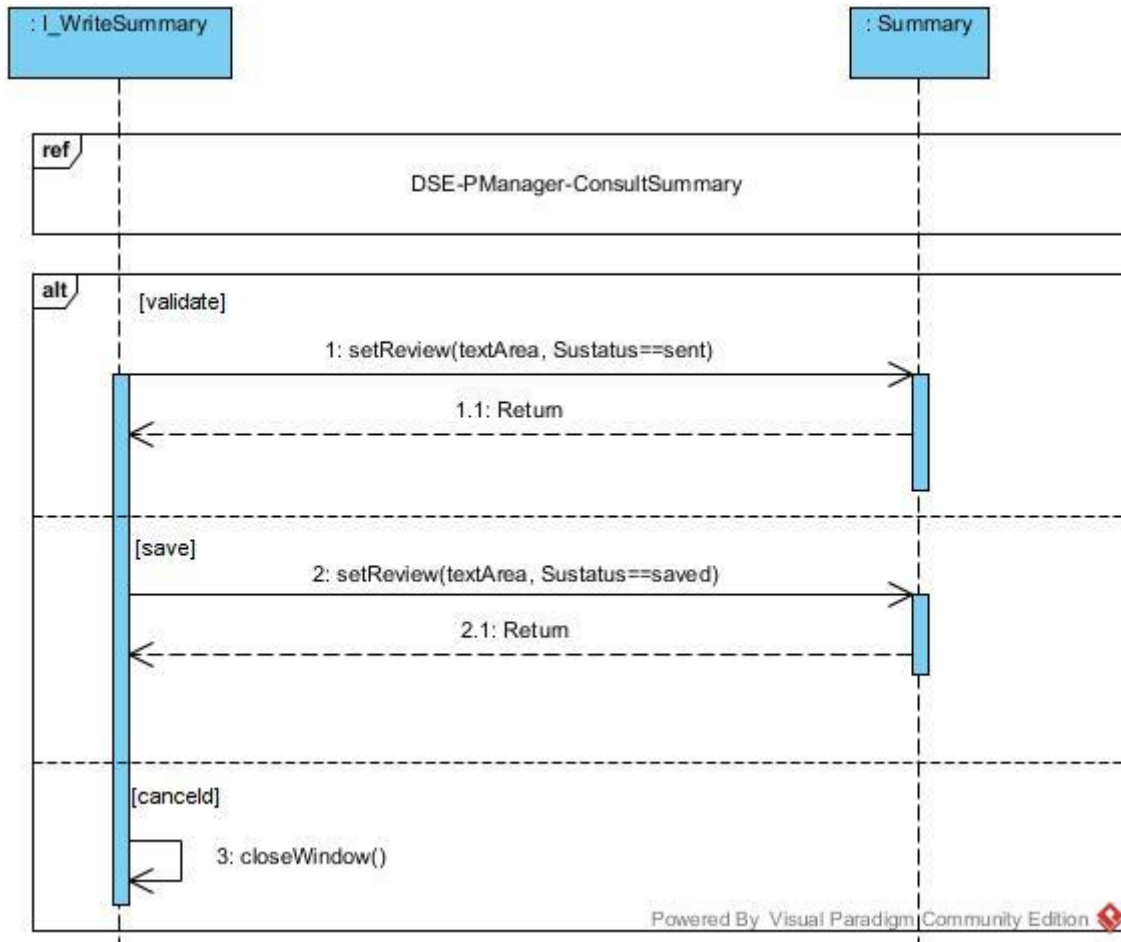 : I_WriteSummary
: Summary
ref
DSE-PManager-ConsultSummary
alt
[validate]
1: setReview(textArea, Sustatus==sent)
1.1: Return
[save]
2: setReview(textArea, Sustatus==saved)
2.1: Return
[canceld]
3: closeWindow()
Powered By Visual Paradigm Community Edition